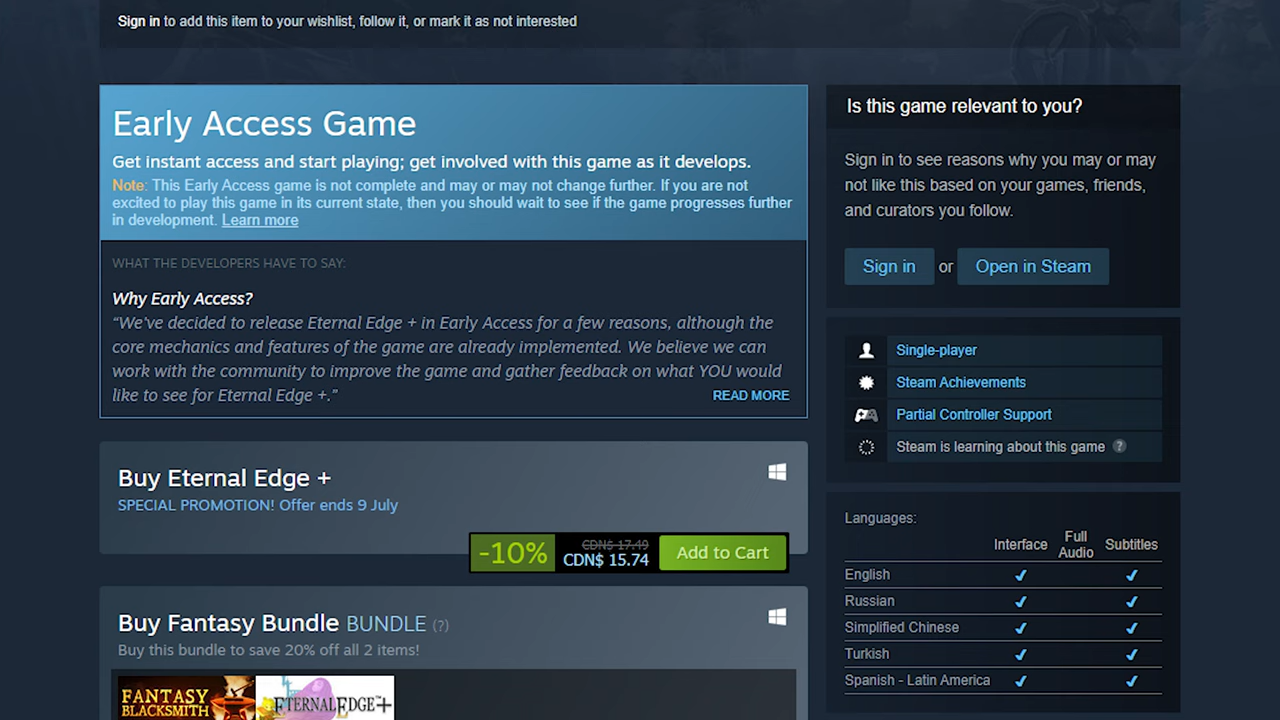 Sign in to add this item to your wishlist, follow it, or mark it as not interested
Early Access Game
Get instant access and start playing; get involved with this game as it develops.
Note: This Early Access game is not complete and may or may not change further. If you are not
excited to play this game in its current state, then you should wait to see if the game progresses further
in development. Learn more
WHAT THE DEVELOPERS HAVE TO SAY:
Why Early Access?
“We've decided to release Eternal Edge + in Early Access for a few reasons, although the
core mechanics and features of the game are already implemented. We believe we can
work with the community to improve the game and gather feedback on what YOU would
like to see for Eternal Edge +.”
READ MORE
Buy Eternal Edge +
SPECIAL PROMOTION! Offer ends 9 July
-10%
CDN$ 17.49
CDN$ 15.74
Add to Cart
Buy Fantasy Bundle BUNDLE (?)
Buy this bundle to save 20% off all 2 items!
FANTASY
BLACKSMITH
ETERNALEDGE™+
Is this game relevant to you?
Sign in to see reasons why you may or may
not like this based on your games, friends,
and curators you follow.
Sign in or Open in Steam
Single-player
Steam Achievements
Partial Controller Support
Steam is learning about this game ?
Languages:
Interface Full Audio Subtitles
English ✔ ✔
Russian ✔ ✔
Simplified Chinese ✔ ✔
Turkish ✔ ✔
Spanish - Latin America ✔ ✔